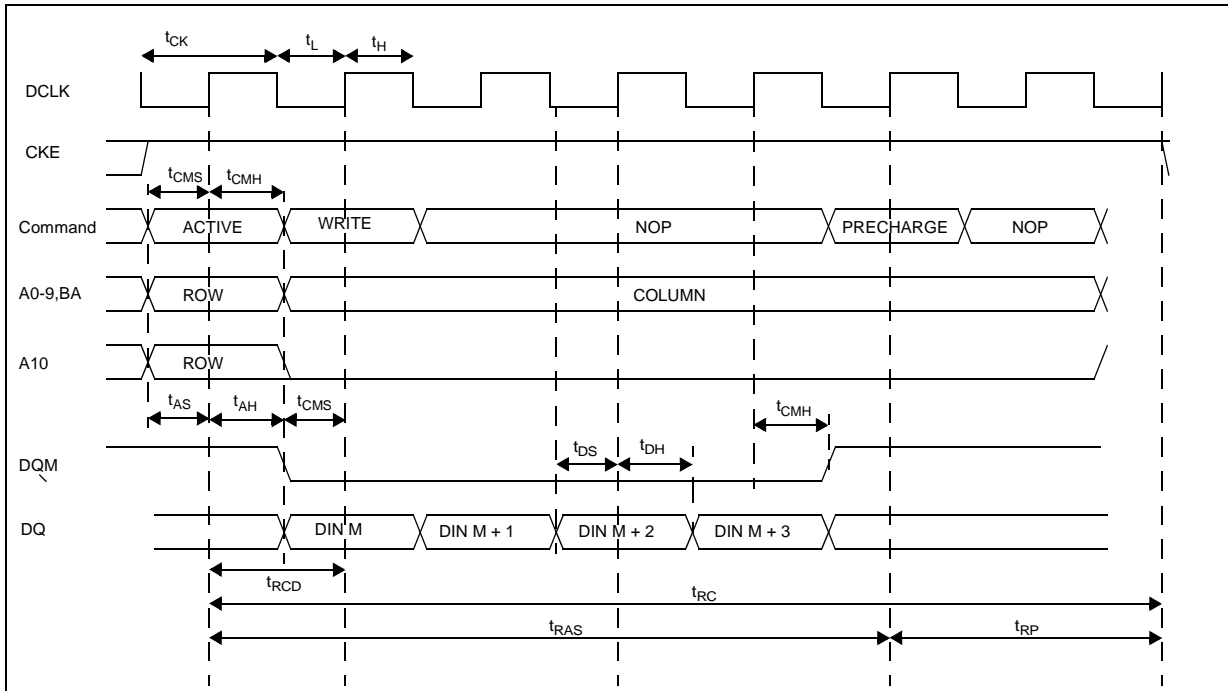 tCK tL tH
DCLK
CKE
tCMS tCMH
Command ACTIVE WRITE NOP PRECHARGE NOP
A0-9,BA ROW COLUMN
A10 ROW
tAS tAH tCMS tCMH
tDS tDH
DQM
DQ DIN M DIN M + 1 DIN M + 2 DIN M + 3
tRCD tRC
tRAS tRP